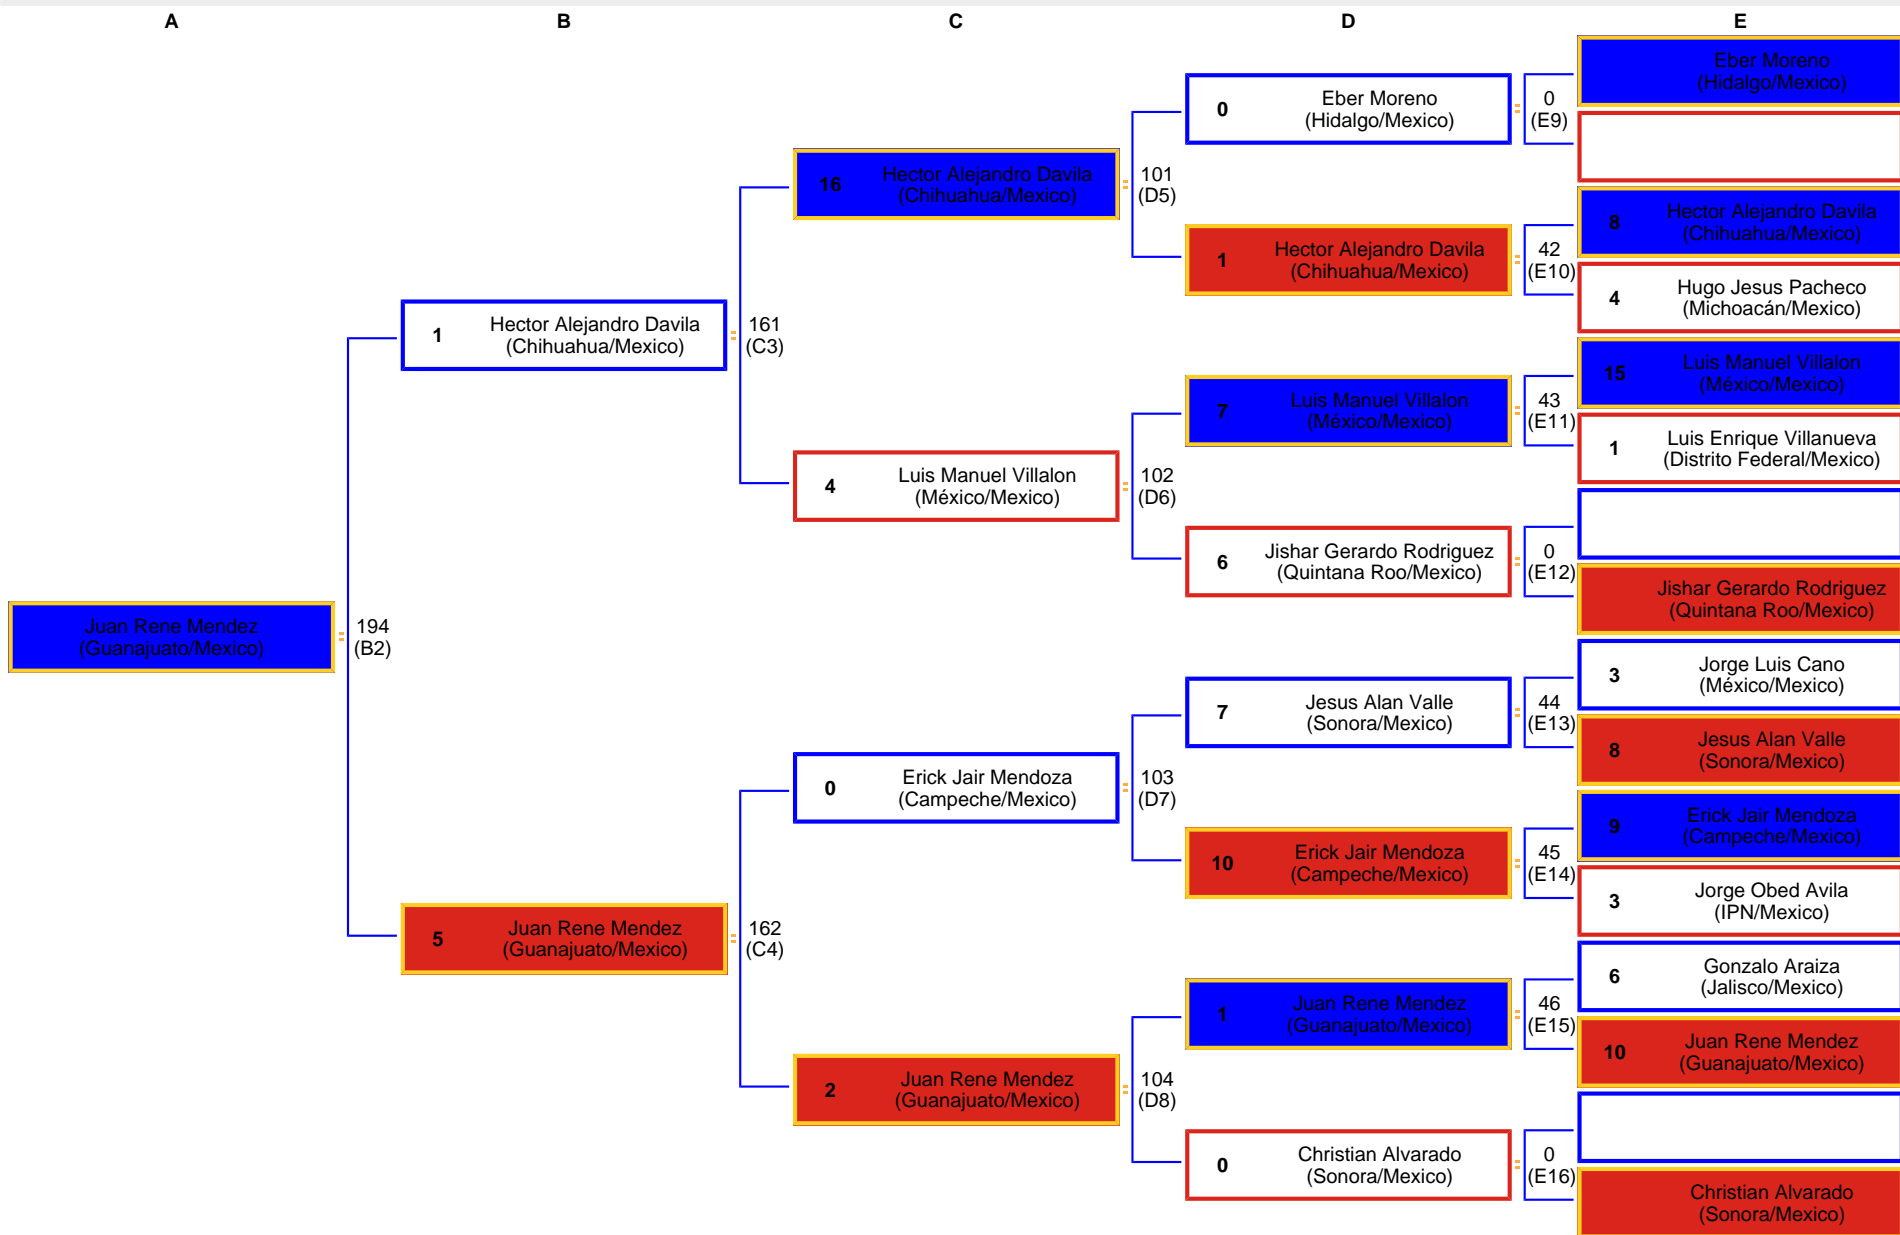 A
B
C
D
E
Juan Rene Mendez
(Guanajuato/Mexico)
194
(B2)
1
Hector Alejandro Davila
(Chihuahua/Mexico)
161
(C3)
5
Juan Rene Mendez
(Guanajuato/Mexico)
162
(C4)
16
Hector Alejandro Davila
(Chihuahua/Mexico)
101
(D5)
4
Luis Manuel Villalon
(México/Mexico)
102
(D6)
0
Erick Jair Mendoza
(Campeche/Mexico)
103
(D7)
2
Juan Rene Mendez
(Guanajuato/Mexico)
104
(D8)
0
Eber Moreno
(Hidalgo/Mexico)
0
(E9)
1
Hector Alejandro Davila
(Chihuahua/Mexico)
42
(E10)
7
Luis Manuel Villalon
(México/Mexico)
43
(E11)
6
Jishar Gerardo Rodriguez
(Quintana Roo/Mexico)
0
(E12)
7
Jesus Alan Valle
(Sonora/Mexico)
44
(E13)
10
Erick Jair Mendoza
(Campeche/Mexico)
45
(E14)
1
Juan Rene Mendez
(Guanajuato/Mexico)
46
(E15)
0
Christian Alvarado
(Sonora/Mexico)
0
(E16)
Eber Moreno
(Hidalgo/Mexico)
8
Hector Alejandro Davila
(Chihuahua/Mexico)
4
Hugo Jesus Pacheco
(Michoacán/Mexico)
15
Luis Manuel Villalon
(México/Mexico)
1
Luis Enrique Villanueva
(Distrito Federal/Mexico)
Jishar Gerardo Rodriguez
(Quintana Roo/Mexico)
3
Jorge Luis Cano
(México/Mexico)
8
Jesus Alan Valle
(Sonora/Mexico)
9
Erick Jair Mendoza
(Campeche/Mexico)
3
Jorge Obed Avila
(IPN/Mexico)
6
Gonzalo Araiza
(Jalisco/Mexico)
10
Juan Rene Mendez
(Guanajuato/Mexico)
Christian Alvarado
(Sonora/Mexico)